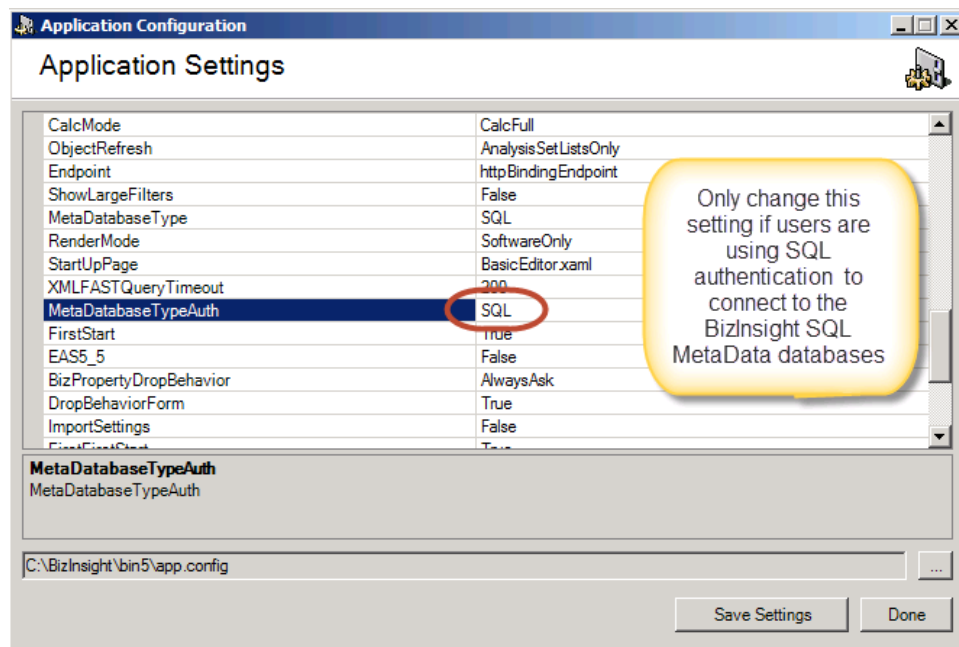 Application Configuration
Application Settings
CalcMode CalcFull
ObjectRefresh AnalysisSetListsOnly
Endpoint httpBindingEndpoint
ShowLargeFilters False
MetaDatabaseType SQL
RenderMode SoftwareOnly
StartUpPage BasicEditor.xaml
XMLFASTQueryTimeout 200
MetaDatabaseTypeAuth SQL
FirstStart True
EAS5_5 False
BizPropertyDropBehavior AlwaysAsk
DropBehaviorForm True
ImportSettings False
FirstFirstStart True
Only change this
setting if users are
using SQL
authentication to
connect to the
BizInsight SQL
MetaData databases
MetaDatabaseTypeAuth
MetaDatabaseTypeAuth
C:\BizInsight\bin5\app.config
...
Save Settings Done